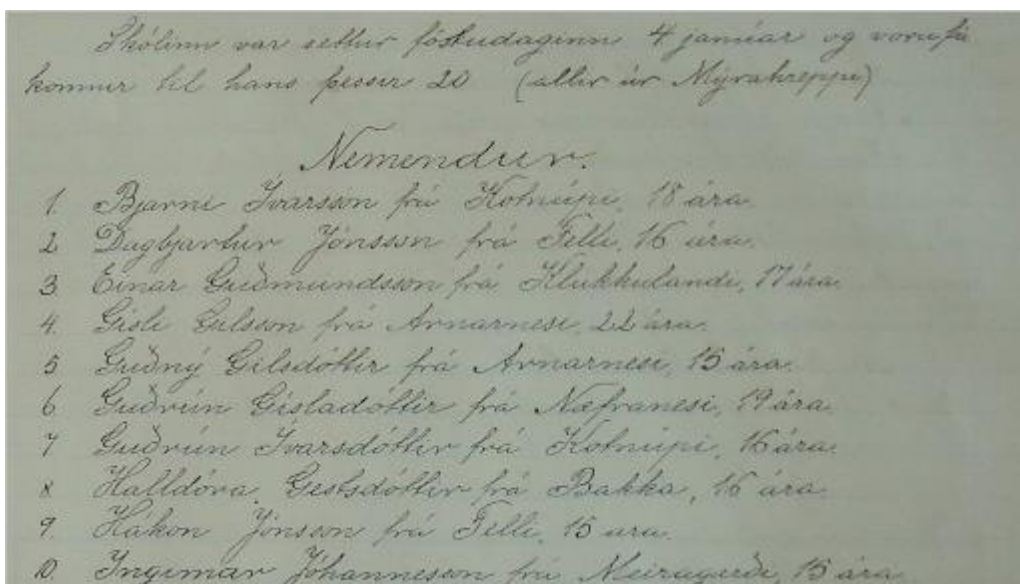 Skólinn var settur föstudaginn 4 janúar og voru þá
komnir til hans þessir 20 (allir úr Mýrahreppi)
Nemendur.
1. Bjarni Ívarsson frá Kotnúpi, 18 ára.
2 Dagbjartur Jónsson frá Felli, 16 ára.
3. Einar Guðmundsson frá Klukkulandi, 17 ára.
4. Gísli Gilsson frá Arnarnesi, 22 ára.
5 Guðný Gilsdóttir frá Arnarnesi, 15 ára.
6. Guðrún Gísladóttir frá Næfranesi, 19 ára.
7 Guðrún Ívarsdóttir frá Kotnúpi, 16 ára.
8 Halldóra Gestsdóttir frá Bakka, 16 ára.
9. Hákon Jónsson frá Felli, 15 ára.
10. Ingimar Jóhannesson frá Meiragarði, 15 ára